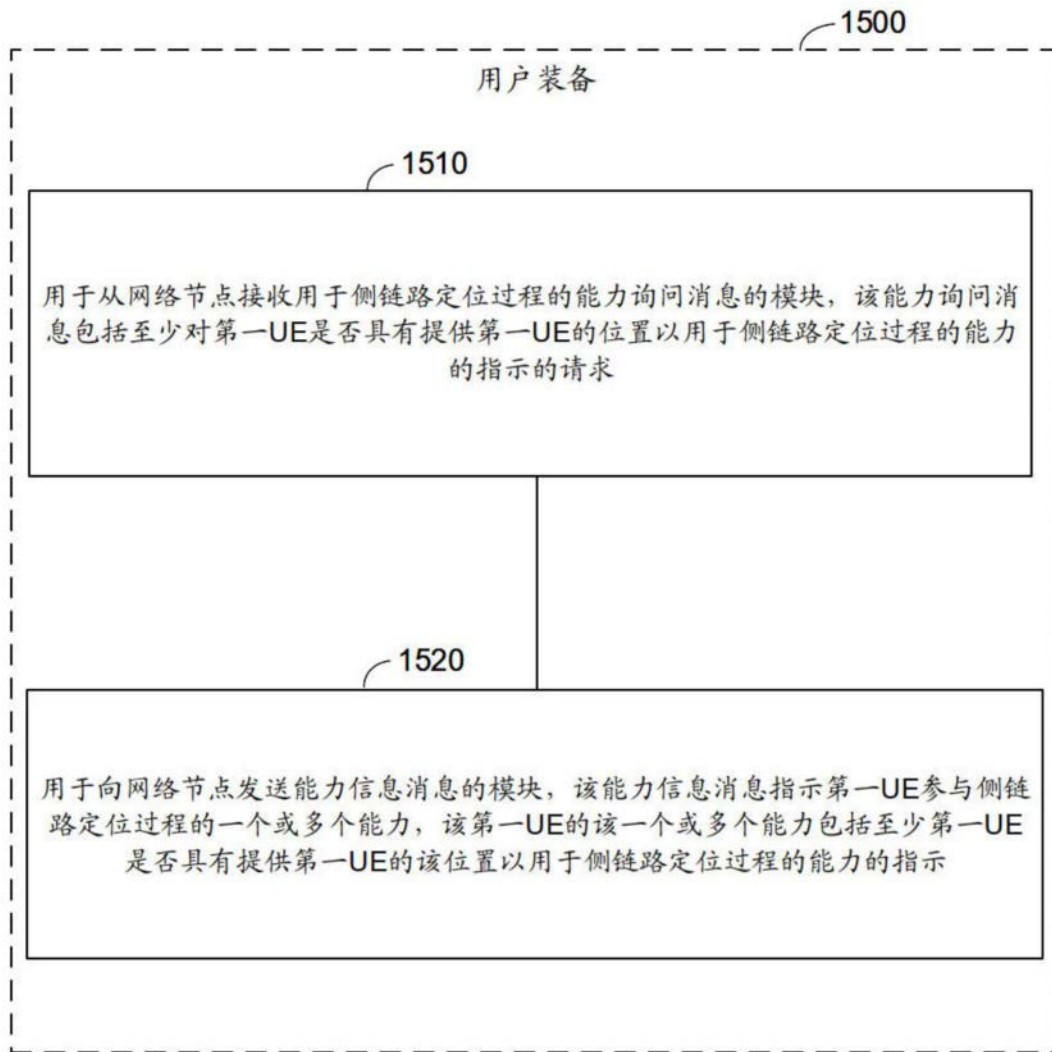 1500
用户装备
1510
用于从网络节点接收用于侧链路定位过程的能力询问消息的模块，该能力询问消
息包括至少对第一UE是否具有提供第一UE的位置以用于侧链路定位过程的能力
的指示的请求
1520
用于向网络节点发送能力信息消息的模块，该能力信息消息指示第一UE参与侧链
路定位过程的一个或多个能力，该第一UE的该一个或多个能力包括至少第一UE
是否具有提供第一UE的该位置以用于侧链路定位过程的能力的指示